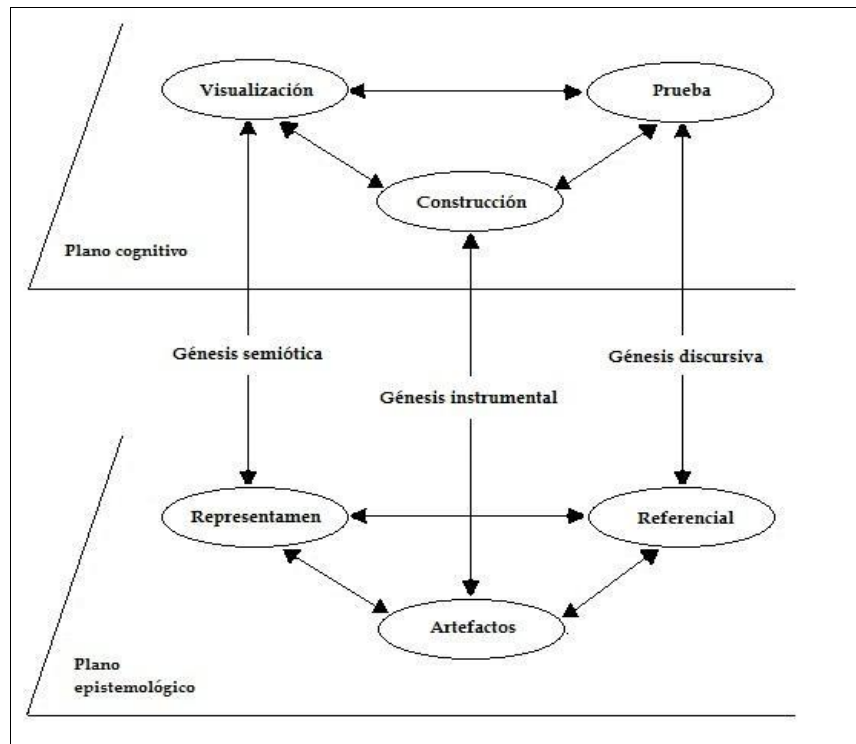 Visualización
Prueba
Construcción
Plano cognitivo
Génesis semiótica
Génesis discursiva
Génesis instrumental
Representamen
Referencial
Artefactos
Plano
epistemológico